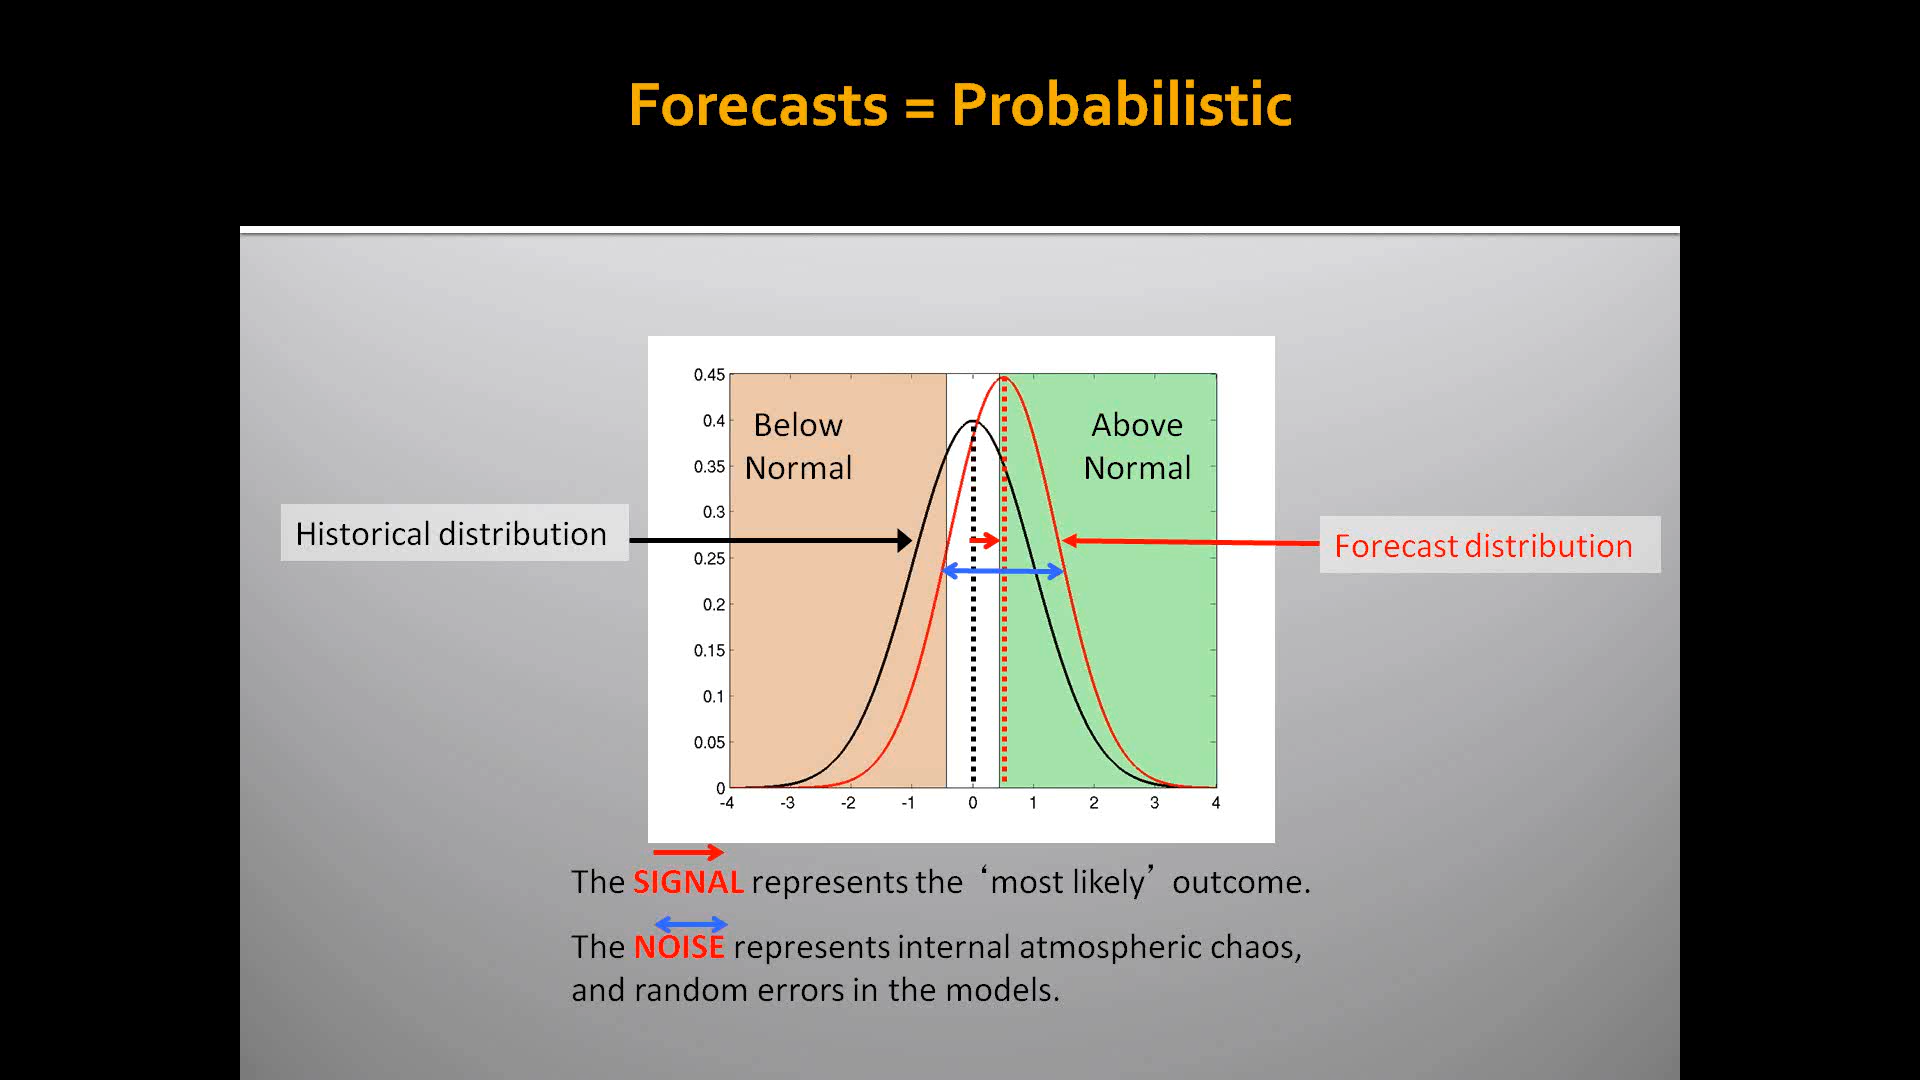 Forecasts = Probabilistic
0.45
0.4
0.35
0.3
0.25
0.2
0.15
0.1
0.05
0
-4 -3 -2 -1 0 1 2 3 4
Below
Normal
Above
Normal
Historical distribution
Forecast distribution
The SIGNAL represents the ‘most likely’ outcome.
The NOISE represents internal atmospheric chaos,
and random errors in the models.